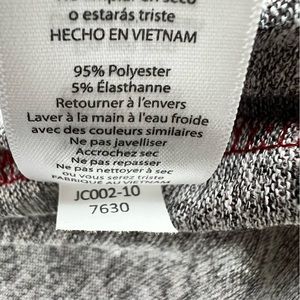 o estarás triste
HECHO EN VIETNAM
95% Polyester
5% Élasthanne
Retourner à l'envers
Laver à la main à l'eau froide
avec des couleurs similaires
Ne pas javelliser
Accrochez sec
Ne pas repasser
Ne pas nettoyer à sec
ou vous serez triste
FABRIQUÉ AU VIETNAM
JC002-10
7630